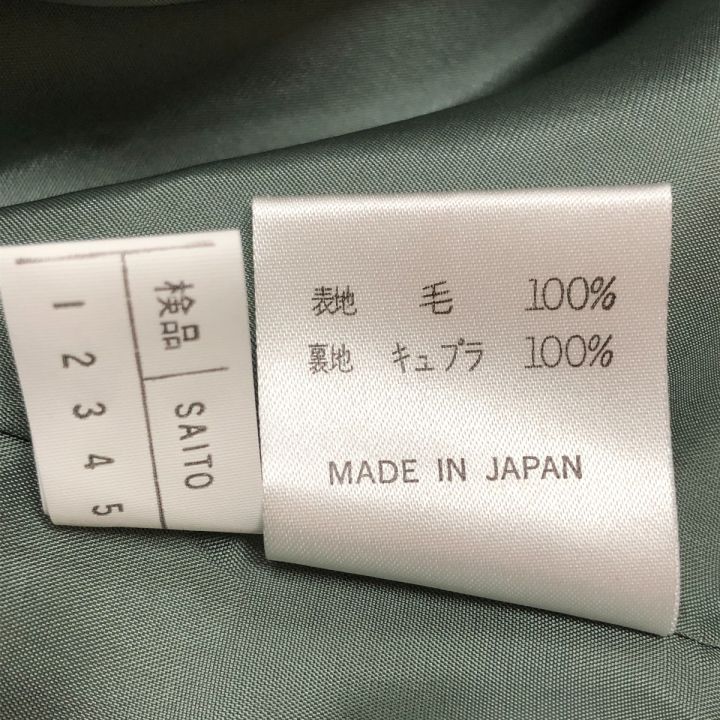 検品 SAITO
1 2 3 4 5
表地 毛 100%
裏地 キュプラ 100%
MADE IN JAPAN